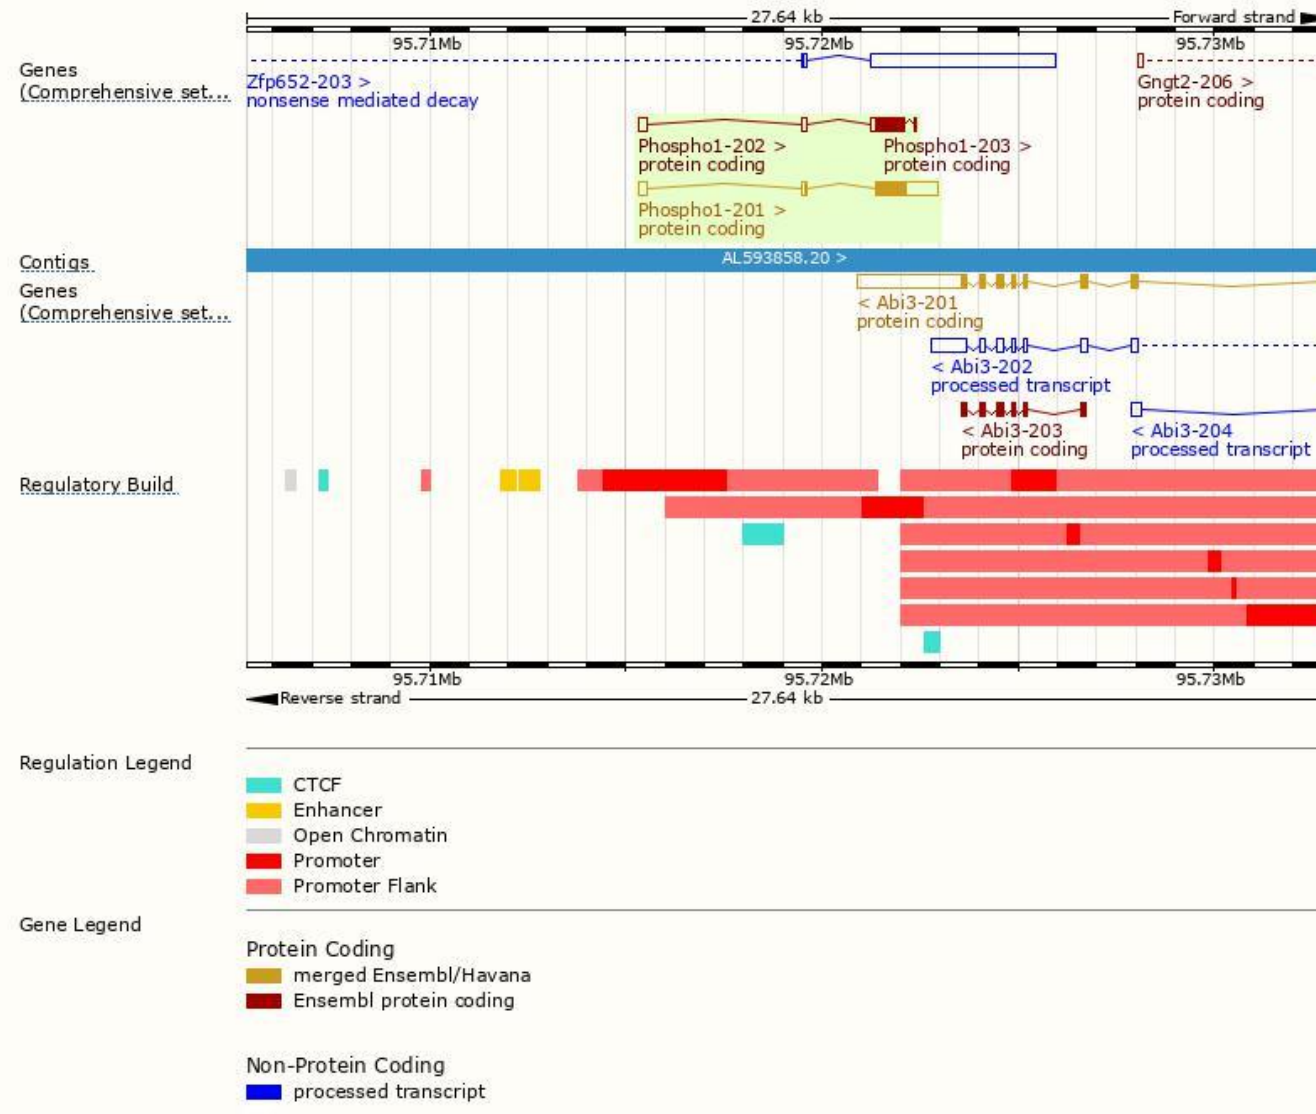 27.64 kb Forward strand
95.71Mb 95.72Mb 95.73Mb
Genes
(Comprehensive set...
Zfp652-203 >
nonsense mediated decay
Gngt2-206 >
protein coding
Phospho1-202 >
protein coding
Phospho1-203 >
protein coding
Phospho1-201 >
protein coding
Contigs
AL593858.20 >
Genes
(Comprehensive set...
< Abi3-201
protein coding
< Abi3-202
processed transcript
< Abi3-203
protein coding
< Abi3-204
processed transcript
Regulatory Build
95.71Mb 95.72Mb 95.73Mb
Reverse strand 27.64 kb
Regulation Legend
CTCF
Enhancer
Open Chromatin
Promoter
Promoter Flank
Gene Legend
Protein Coding
merged Ensembl/Havana
Ensembl protein coding
Non-Protein Coding
processed transcript